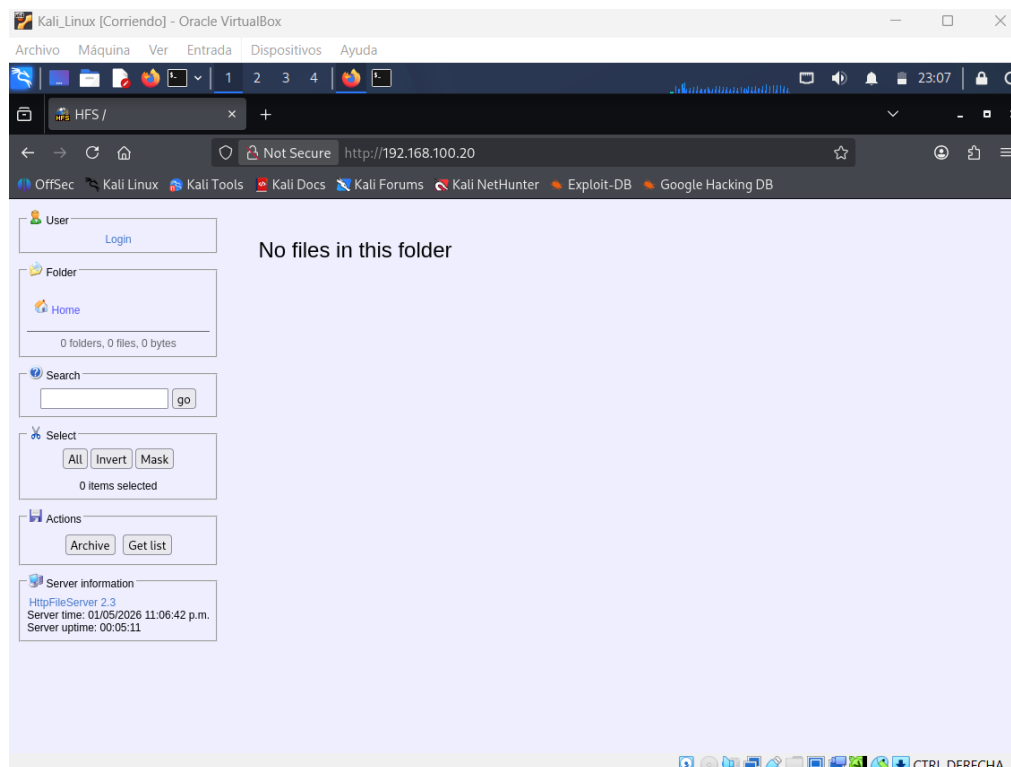 Kali_Linux [Corriendo] - Oracle VirtualBox
Archivo Máquina Ver Entrada Dispositivos Ayuda
1 2 3 4 23:07
HFS /
Not Secure http://192.168.100.20
OffSec Kali Linux Kali Tools Kali Docs Kali Forums Kali NetHunter Exploit-DB Google Hacking DB
User
Login
No files in this folder
Folder
Home
0 folders, 0 files, 0 bytes
Search
go
Select
All Invert Mask
0 items selected
Actions
Archive Get list
Server information
HttpFileServer 2.3
Server time: 01/05/2026 11:06:42 p.m.
Server uptime: 00:05:11
CTRL DERECHA